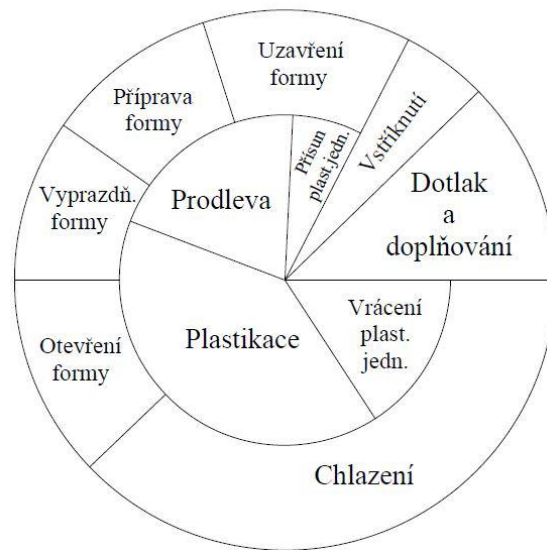 Uzavření
formy
Příprava
formy
Vstřiknutí
Přísun
plast.jedn.
Vyprazdň.
formy
Prodleva
Dotlak
a
doplňování
Otevření
formy
Plastikace
Vrácení
plast.
jedn.
Chlazení